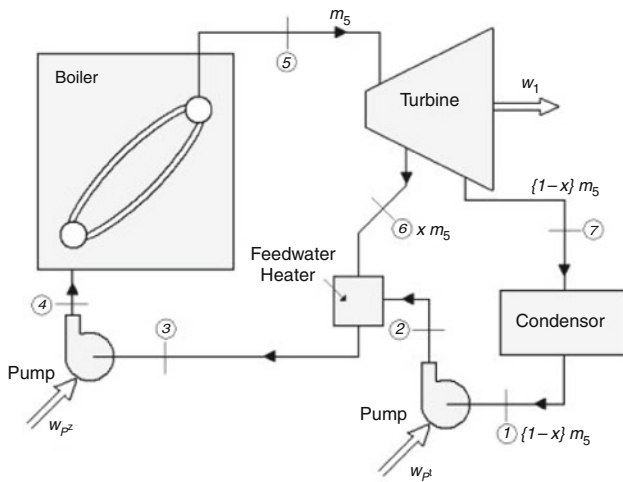 m5
5
Boiler
Turbine
w1
{1–x} m5
6 x m5
7
Feedwater
Heater
4
3
2
Condensor
Pump
wP2
Pump
1 {1–x} m5
wP1